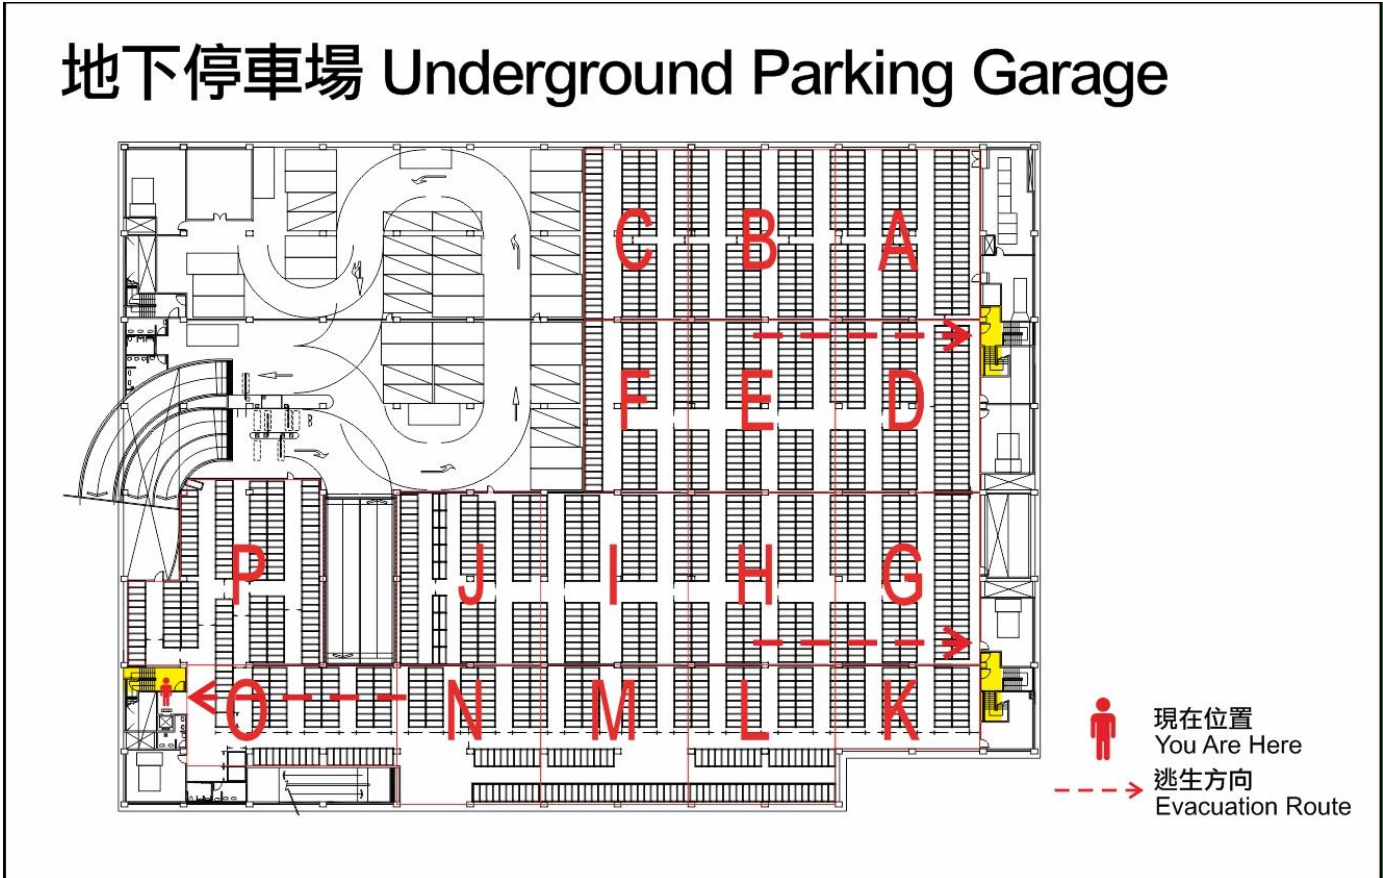 地下停車場 Underground Parking Garage
C B A
F E D
P J I H G
O N M L K
B
現在位置
You Are Here
逃生方向
Evacuation Route